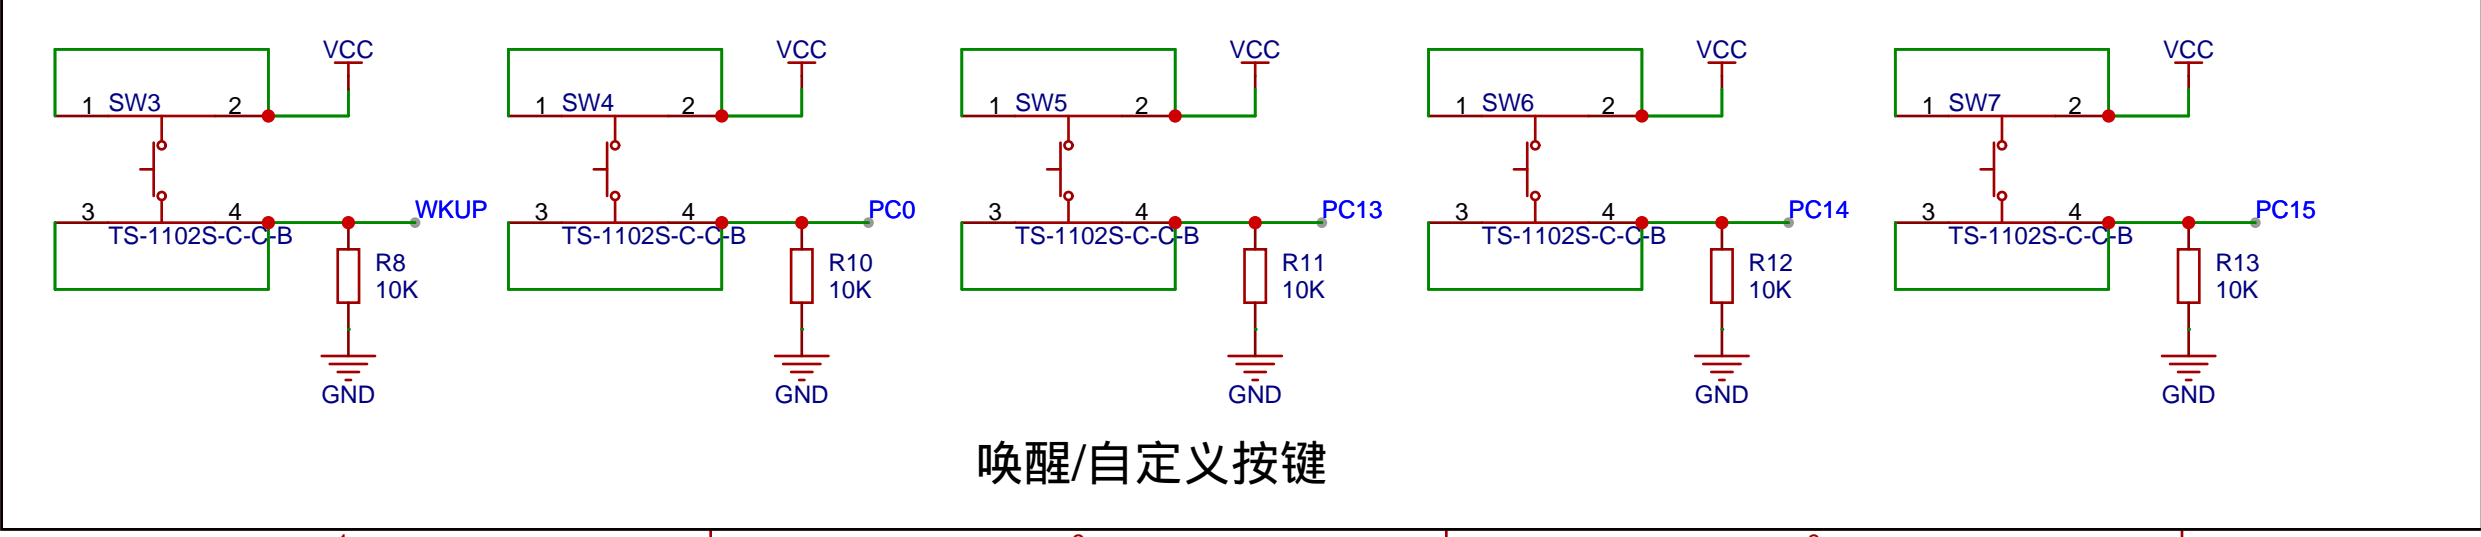 VCC VCC VCC VCC VCC
1 SW3 2 1 SW4 2 1 SW5 2 1 SW6 2 1 SW7 2
3 4 WKUP 3 4 PC0 3 4 PC13 3 4 PC14 3 4 PC15
TS-1102S-C-C-B TS-1102S-C-C-B TS-1102S-C-C-B TS-1102S-C-C-B TS-1102S-C-C-B
R8 R10 R11 R12 R13
10K 10K 10K 10K 10K
GND GND GND GND GND
唤醒/自定义按键